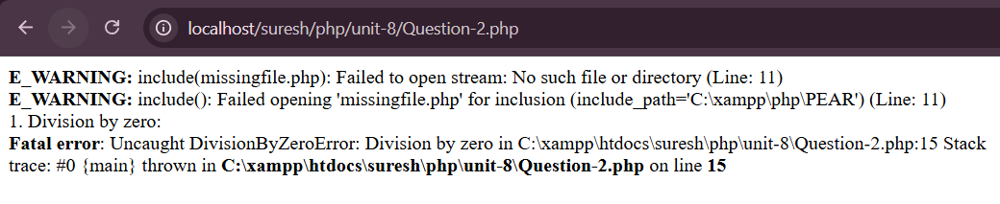 localhost/suresh/php/unit-8/Question-2.php
E_WARNING: include(missingfile.php): Failed to open stream: No such file or directory (Line: 11)
E_WARNING: include(): Failed opening 'missingfile.php' for inclusion (include_path='C:\xampp\php\PEAR') (Line: 11)
1. Division by zero:
Fatal error: Uncaught DivisionByZeroError: Division by zero in C:\xampp\htdocs\suresh\php\unit-8\Question-2.php:15 Stack
trace: #0 {main} thrown in C:\xampp\htdocs\suresh\php\unit-8\Question-2.php on line 15